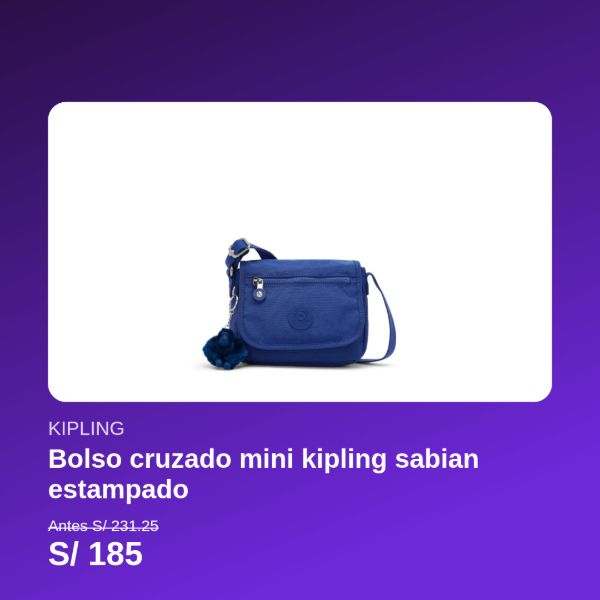 KIPLING
Bolso cruzado mini kipling sabian
estampado
Antes S/ 231.25
S/ 185